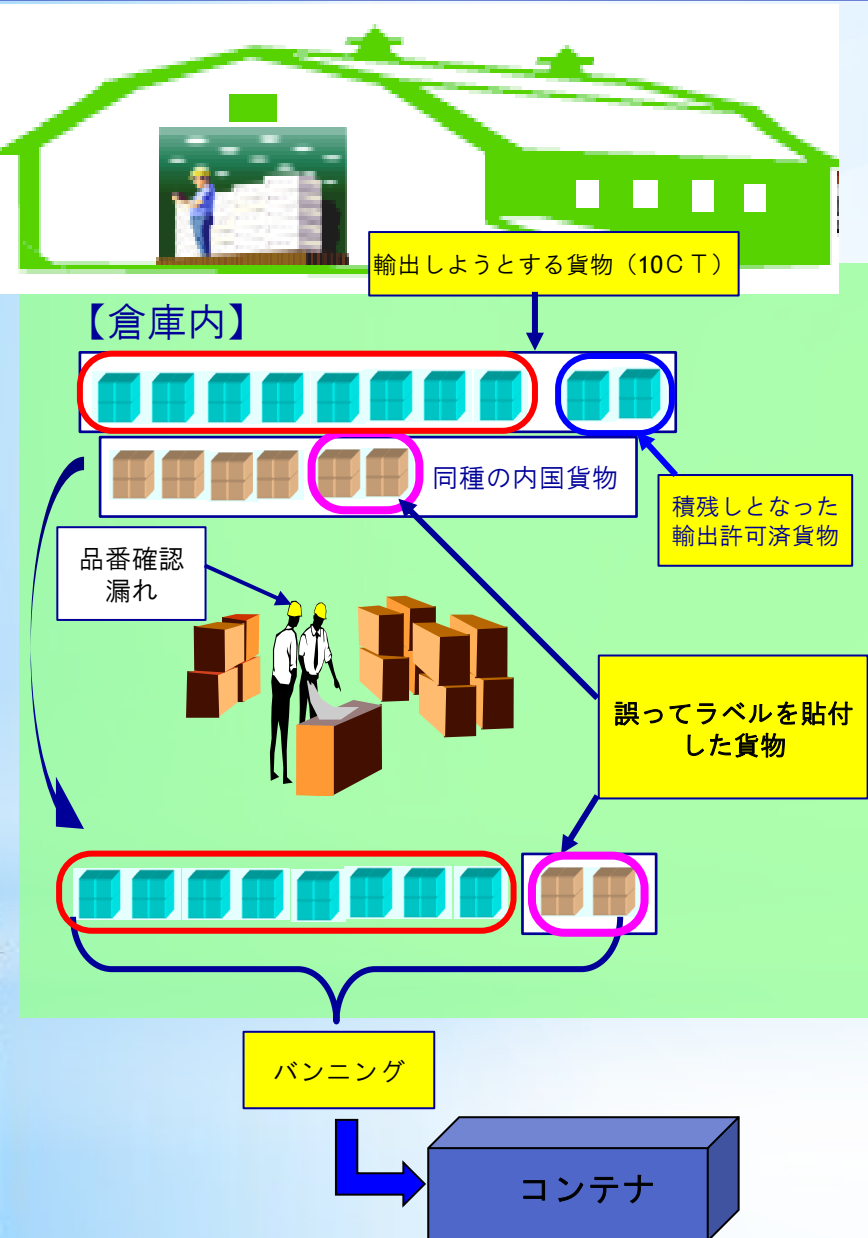 輸出しようとする貨物（10ＣＴ）
【倉庫内】
同種の内国貨物
積残しとなった
輸出許可済貨物
品番確認
漏れ
誤ってラベルを貼付
した貨物
バンニング
コンテナ